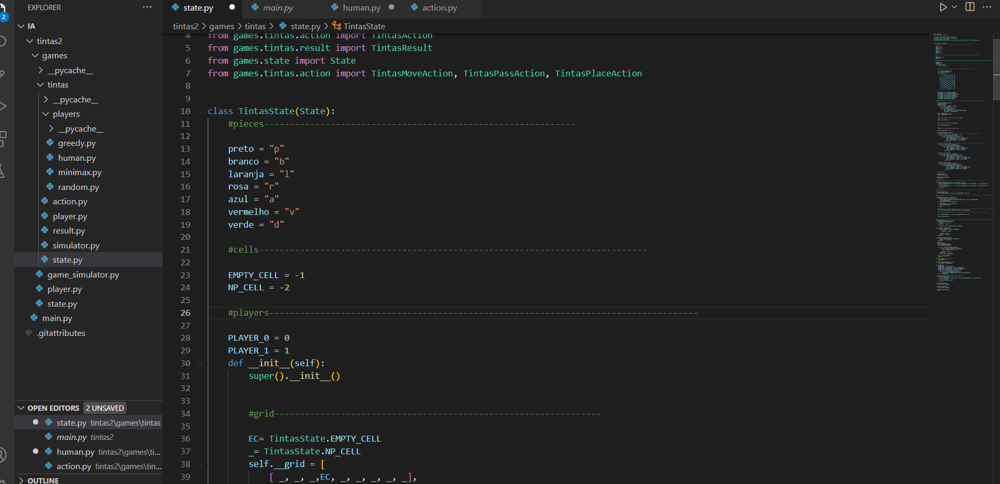 EXPLORER
IA
tintas2
games
__pycache__
tintas
__pycache__
players
__pycache__
greedy.py
human.py
minimax.py
random.py
action.py
player.py
result.py
simulator.py
state.py
game_simulator.py
player.py
state.py
main.py
.gitattributes
OPEN EDITORS 2 UNSAVED
state.py tintas2\games\tintas
main.py tintas2
human.py tintas2\games\ti...
action.py tintas2\games\tin...
OUTLINE
2
state.py main.py human.py action.py
tintas2 > games > tintas > state.py > TintasState
4 from games.tintas.action import TintasAction
5 from games.tintas.result import TintasResult
6 from games.state import State
7 from games.tintas.action import TintasMoveAction, TintasPassAction, TintasPlaceAction
8
9
10 class TintasState(State):
11 #pieces-------------------------------------------------------------
12
13 preto = "p"
14 branco = "b"
15 laranja = "l"
16 rosa = "r"
17 azul = "a"
18 vermelho = "v"
19 verde = "d"
20
21 #cells----------------------------------------------------------------------------
22
23 EMPTY_CELL = -1
24 NP_CELL = -2
25
26 #players------------------------------------------------------------------------------------
27
28 PLAYER_0 = 0
29 PLAYER_1 = 1
30 def __init__(self):
31 super().__init__()
32
33
34 #grid----------------------------------------------------------------
35
36 EC= TintasState.EMPTY_CELL
37 _= TintasState.NP_CELL
38 self.__grid = [
39 [ _, _, _,EC, _, _, _, _, _],